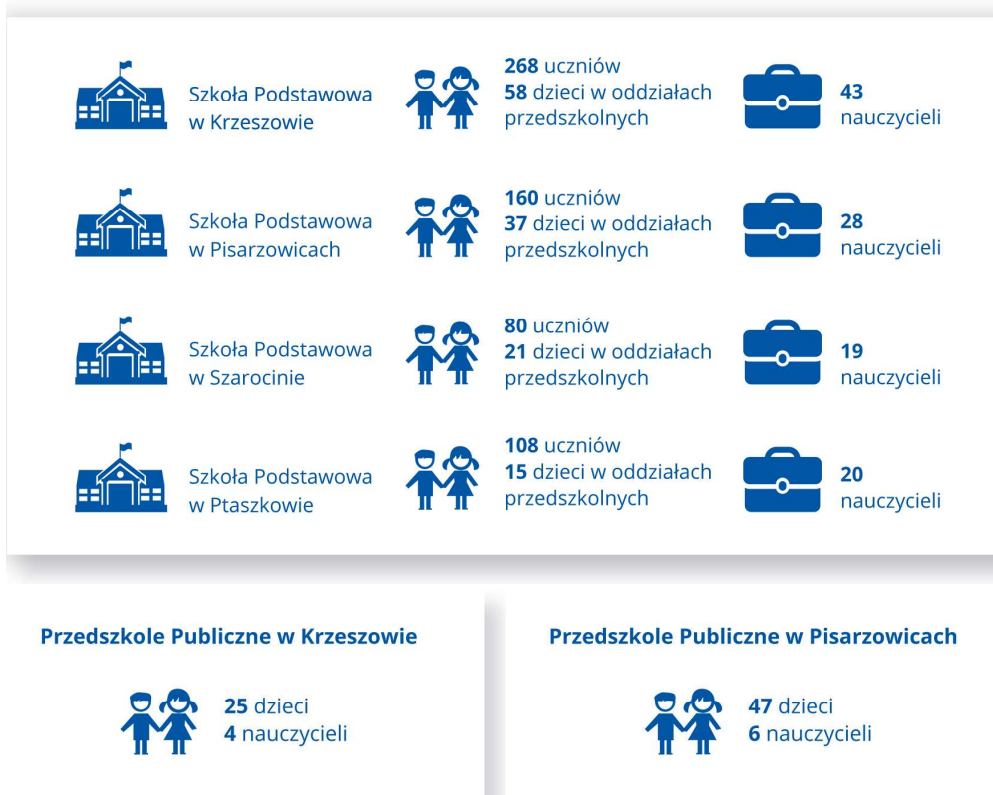 Szkoła Podstawowa
w Krzeszowie
268 uczniów
58 dzieci w oddziałach
przedszkolnych
43
nauczycieli
Szkoła Podstawowa
w Pisarzowicach
160 uczniów
37 dzieci w oddziałach
przedszkolnych
28
nauczycieli
Szkoła Podstawowa
w Szarocinie
80 uczniów
21 dzieci w oddziałach
przedszkolnych
19
nauczycieli
Szkoła Podstawowa
w Ptaszkowie
108 uczniów
15 dzieci w oddziałach
przedszkolnych
20
nauczycieli
Przedszkole Publiczne w Krzeszowie
25 dzieci
4 nauczycieli
Przedszkole Publiczne w Pisarzowicach
47 dzieci
6 nauczycieli